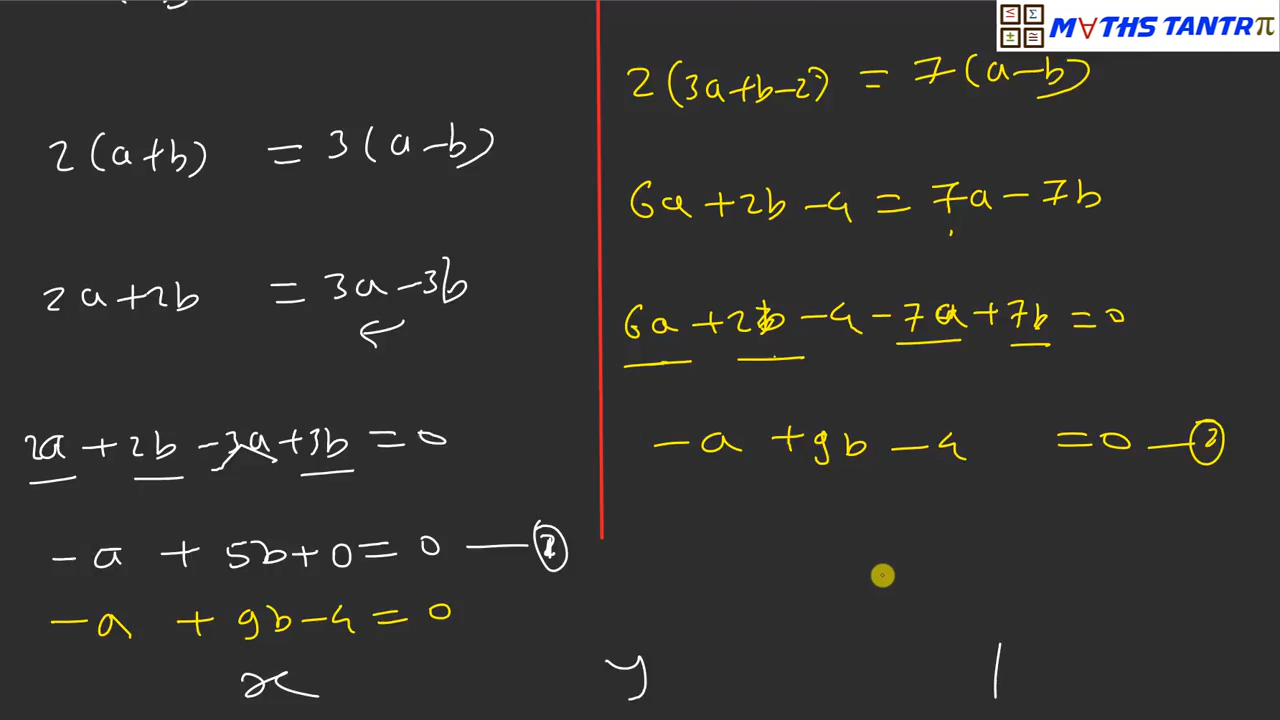 M∀THS TANTRπ
2(a+b) = 3(a-b)
2a+2b = 3a-3b
2a + 2b - 3a + 3b = 0
-a + 5b + 0 = 0 — ①
-a + 9b - 4 = 0
2(3a+b-2) = 7(a-b)
6a + 2b - 4 = 7a - 7b
6a + 2b - 4 - 7a + 7b = 0
-a + 9b - 4 = 0 — ②
x y 1